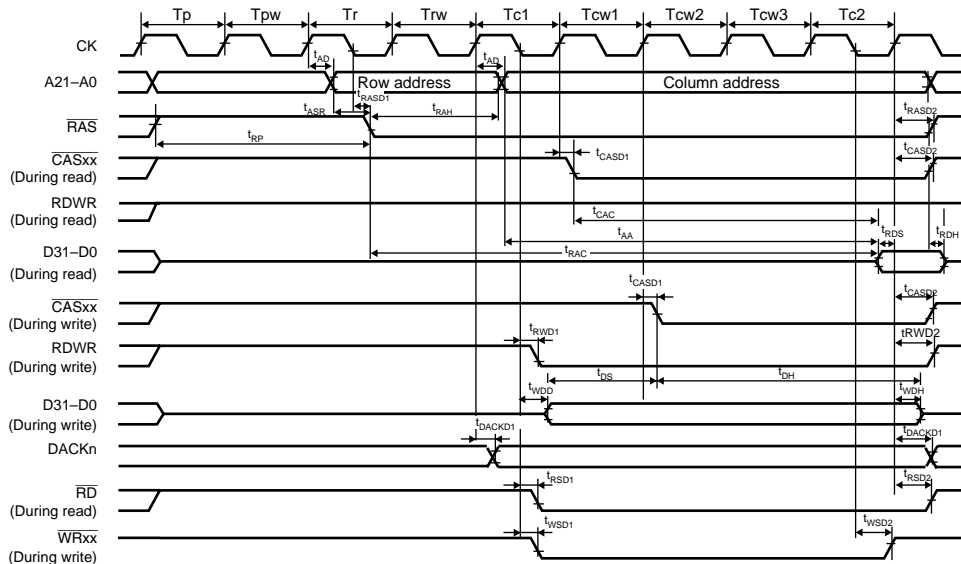 Tp Tpw Tr Trw Tc1 Tcw1 Tcw2 Tcw3 Tc2
CK
tAD tAD
A21–A0 Row address Column address
tRASD1
tASR tRAH tRASD2
RAS
tRP
CASxx tCASD1 tCASD2
(During read)
RDWR
(During read)
tCAC
tAA tRDS tRDH
D31–D0 tRAC
(During read)
tCASD1 tCASD2
CASxx
(During write)
RDWR tRWD1 tRWD2
(During write)
tDS tDH
tWDD tWDH
D31–D0
(During write)
tDACKD1 tDACKD1
DACKn
RD tRSD1 tRSD2
(During read)
WRxx tWSD1 tWSD2
(During write)